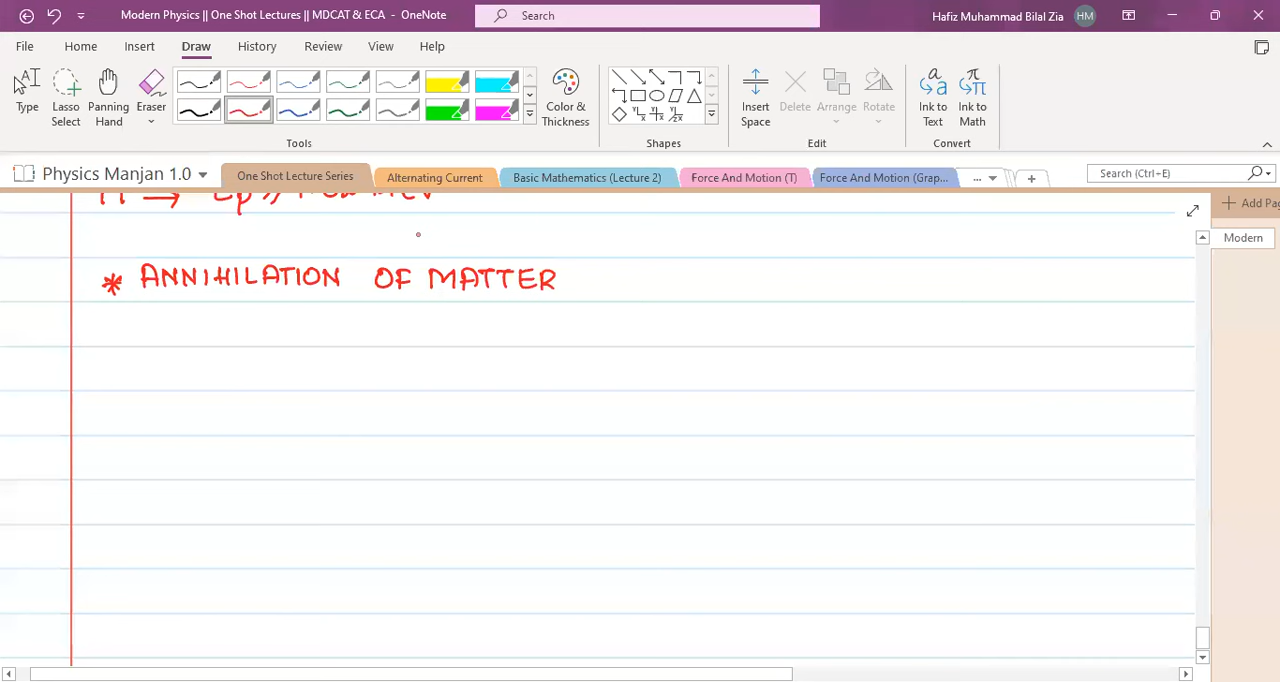 Modern Physics || One Shot Lectures || MDCAT & ECA - OneNote
Search
Hafiz Muhammad Bilal Zia HM
File Home Insert Draw History Review View Help
Type Lasso Select Panning Hand Eraser
Color & Thickness
Insert Space Delete Arrange Rotate
Ink to Text Ink to Math
Tools Shapes Edit Convert
Physics Manjan 1.0 One Shot Lecture Series Alternating Current Basic Mathematics (Lecture 2) Force And Motion (T) Force And Motion (Grap... ... Search (Ctrl+E)
Add Pag
Modern
* ANNIHILATION OF MATTER